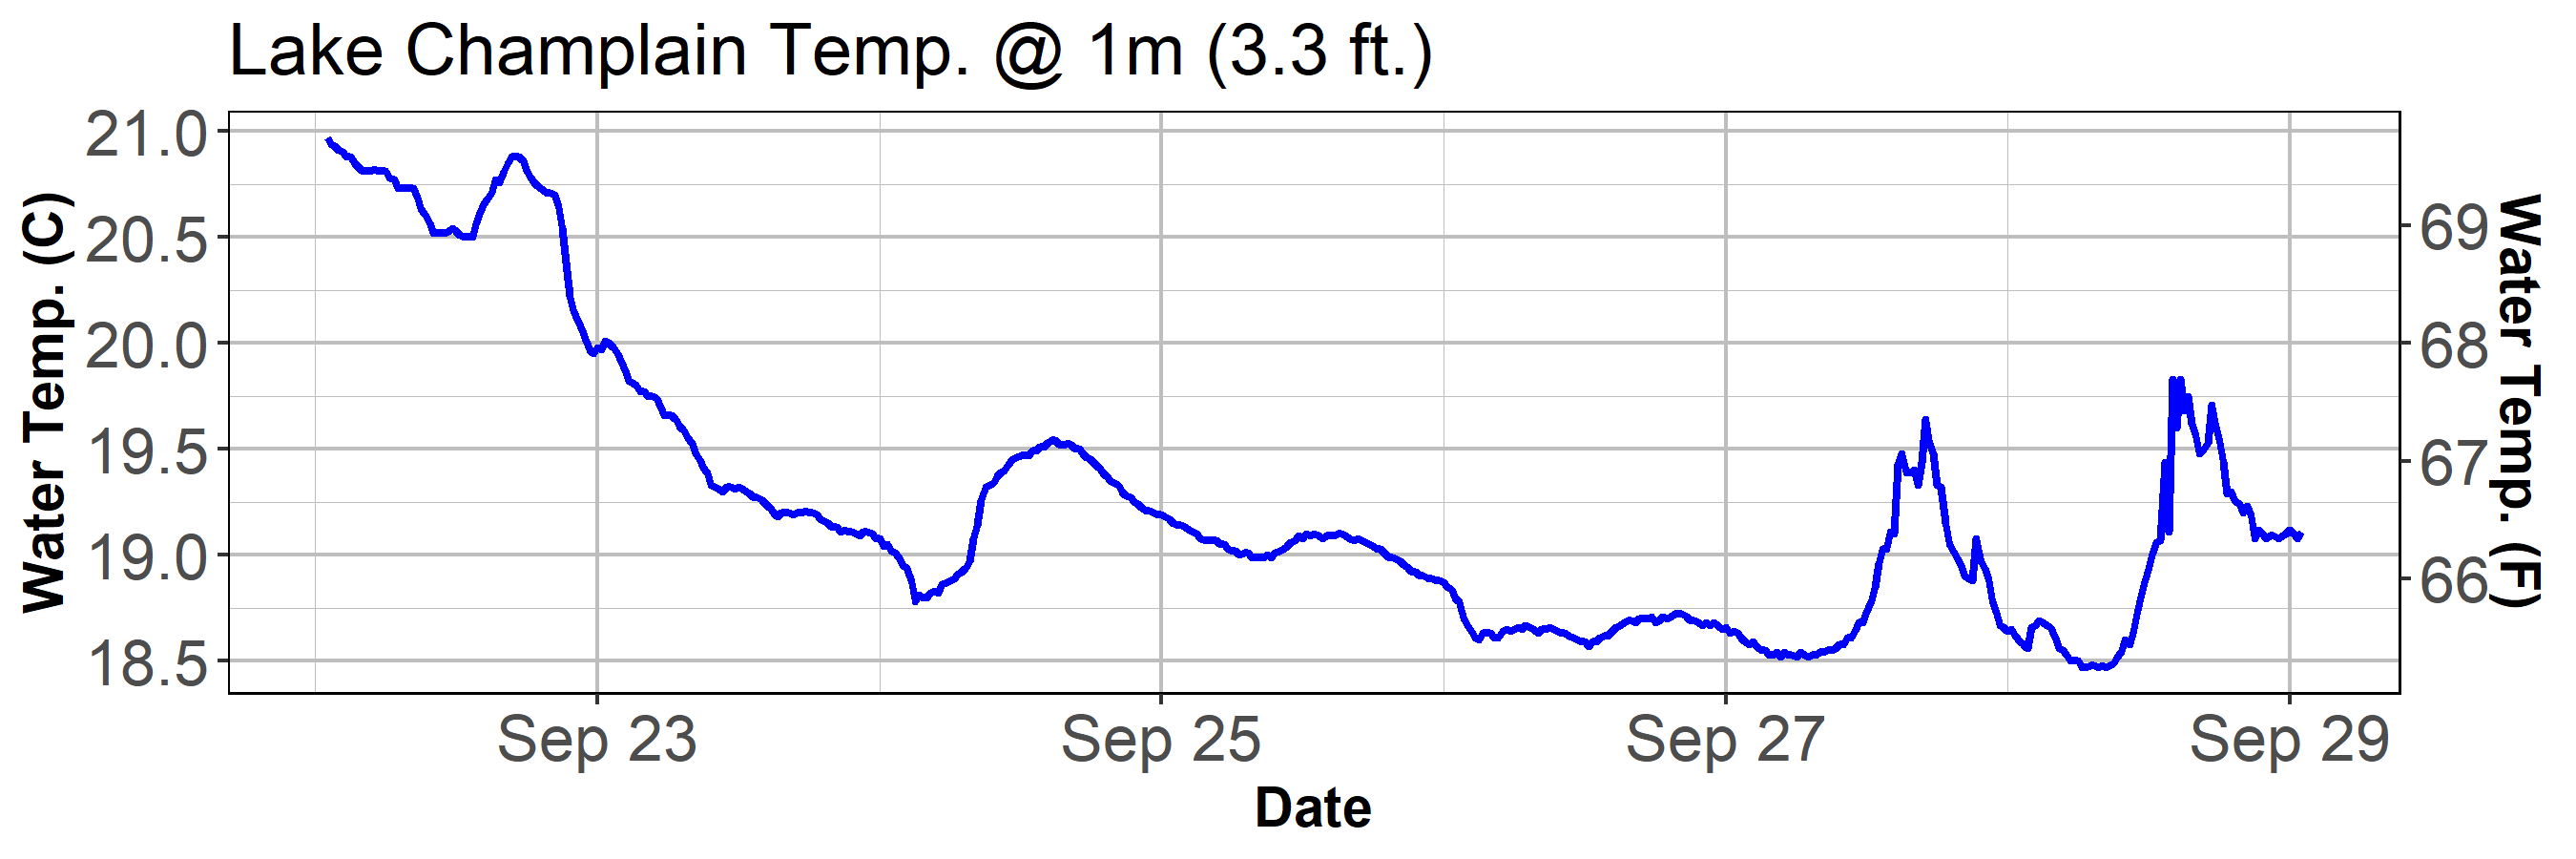 Lake Champlain Temp. @ 1m (3.3 ft.)
Water Temp. (C)
21.0
20.5
20.0
19.5
19.0
18.5
69
68
67
66
Water Temp. (F)
Sep 23
Sep 25
Sep 27
Sep 29
Date